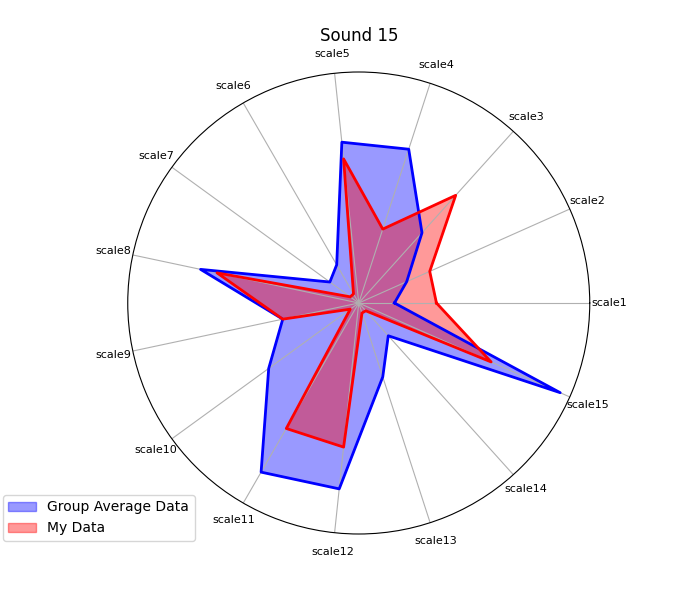 Sound 15
scale1
scale2
scale3
scale4
scale5
scale6
scale7
scale8
scale9
scale10
scale11
scale12
scale13
scale14
scale15
Group Average Data
My Data